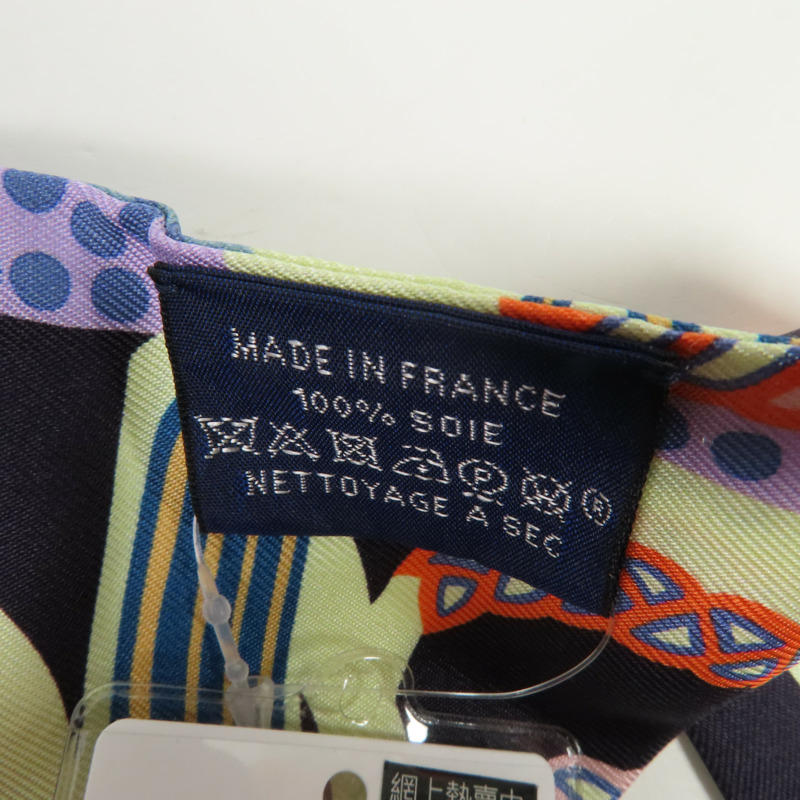 MADE IN FRANCE
100% SOIE
P W ®
NETTOYAGE A SEC
網上熱賣中